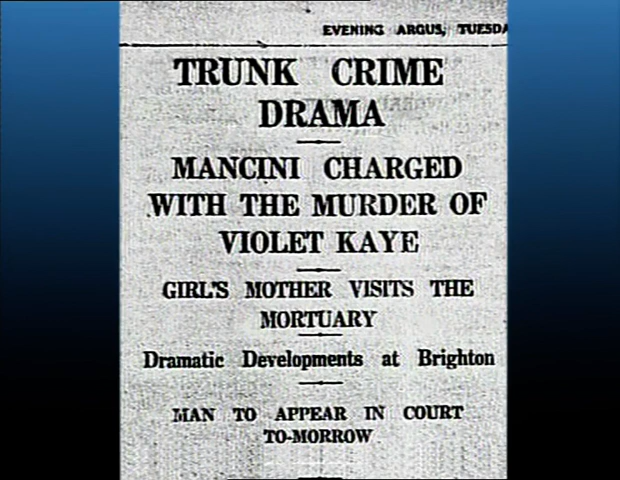 EVENING ARGUS, TUESDA
TRUNK CRIME
DRAMA
MANCINI CHARGED
WITH THE MURDER OF
VIOLET KAYE
GIRL'S MOTHER VISITS THE
MORTUARY
Dramatic Developments at Brighton
MAN TO APPEAR IN COURT
TO-MORROW